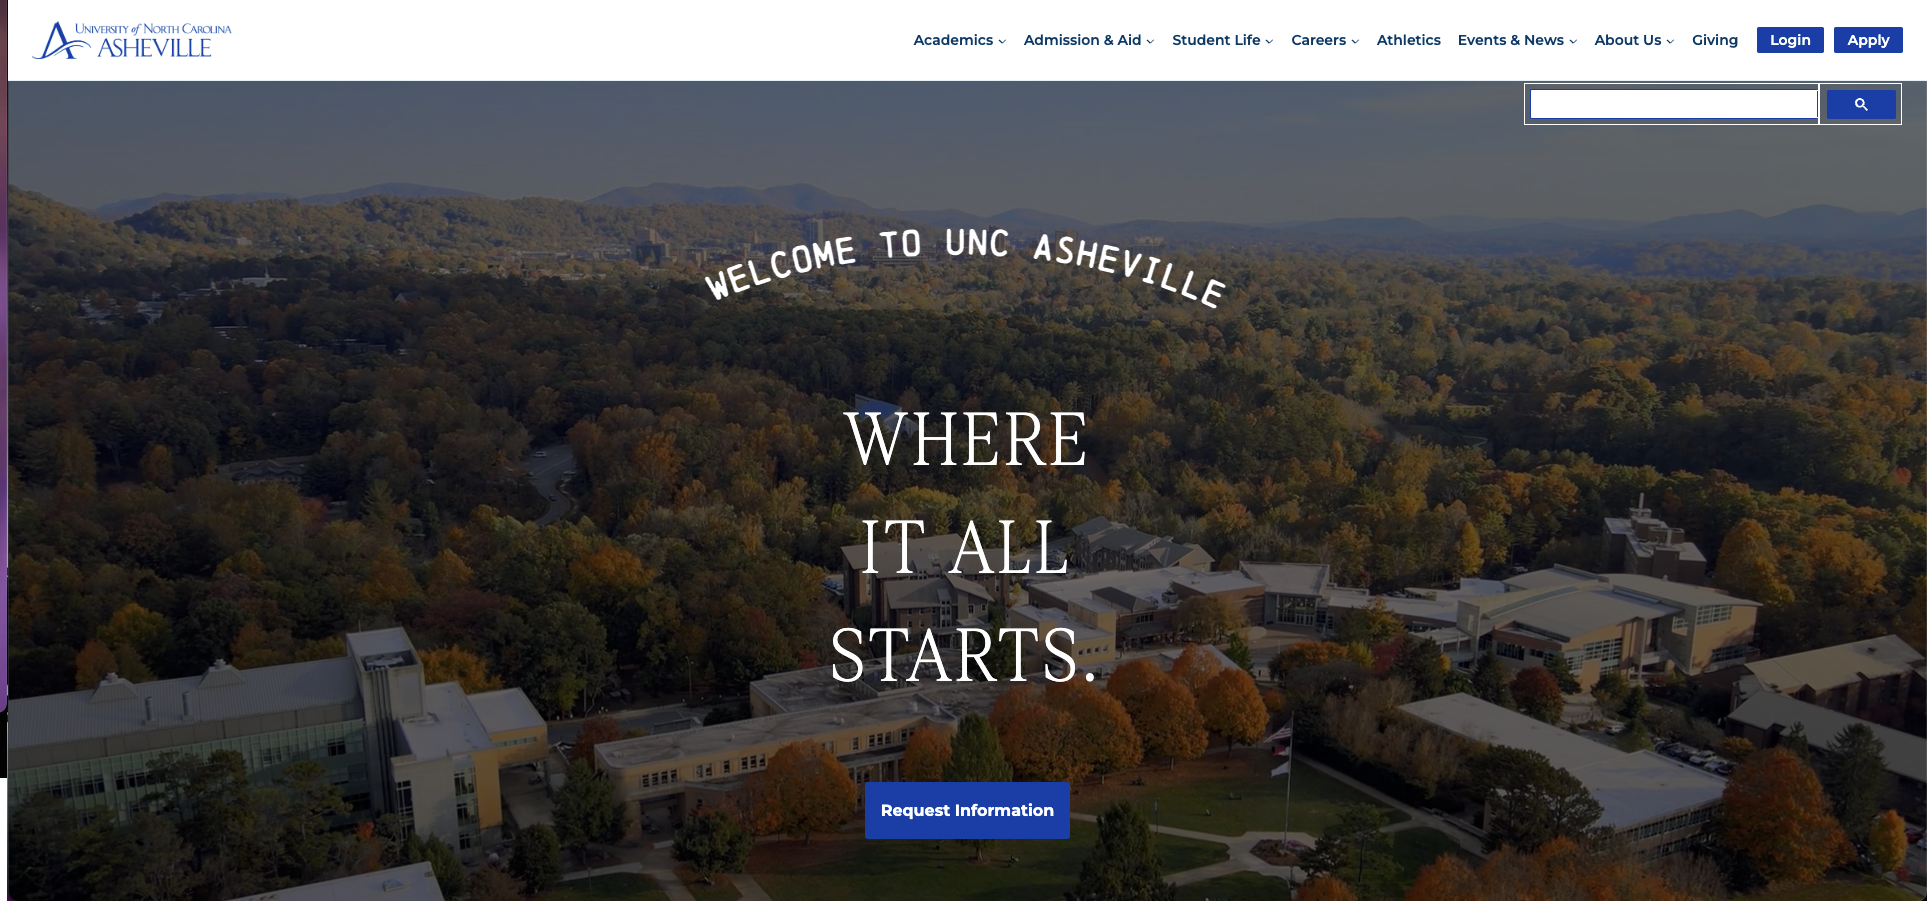 UNIVERSITY of NORTH CAROLINA
ASHEVILLE
Academics
Admission & Aid
Student Life
Careers
Athletics
Events & News
About Us
Giving
Login
Apply
WELCOME TO UNC ASHEVILLE
WHERE
IT ALL
STARTS.
Request Information